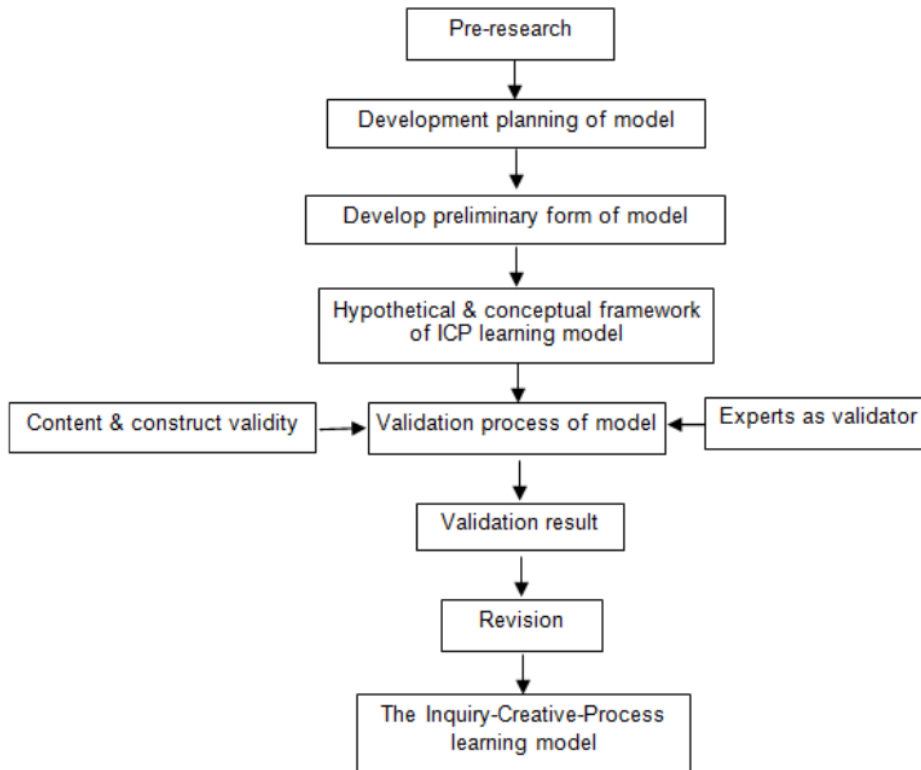 Pre-research
Development planning of model
Develop preliminary form of model
Hypothetical & conceptual framework
of ICP learning model
Content & construct validity
Validation process of model
Experts as validator
Validation result
Revision
The Inquiry-Creative-Process
learning model